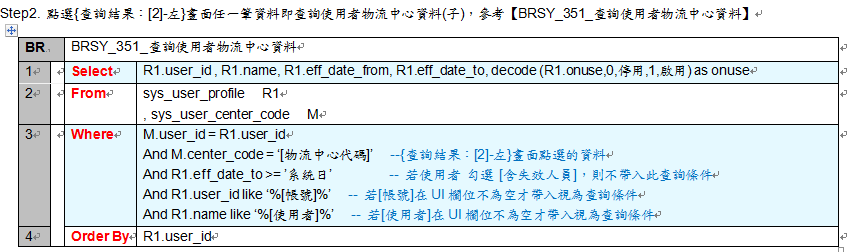 Step2. 點選{查詢結果：[2]-左}畫面任一筆資料即查詢使用者物流中心資料(子)，參考【BRSY_351_查詢使用者物流中心資料】
BR BRSY_351_查詢使用者物流中心資料
1 Select R1.user_id , R1.name, R1.eff_date_from, R1.eff_date_to, decode (R1.onuse,0,停用,1,啟用) as onuse
2 From sys_user_profile R1
, sys_user_center_code M
3 Where M.user_id = R1.user_id
And M.center_code = ‘[物流中心代碼]’ --{查詢結果：[2]-左}畫面點選的資料
And R1.eff_date_to >= ’系統日’ -- 若使用者 勾選 [含失效人員]，則不帶入此查詢條件
And R1.user_id like ‘%[帳號]%’ -- 若[帳號]在 UI 欄位不為空才帶入視為查詢條件
And R1.name like ‘%[使用者]%’ -- 若[使用者]在 UI 欄位不為空才帶入視為查詢條件
4 Order By R1.user_id